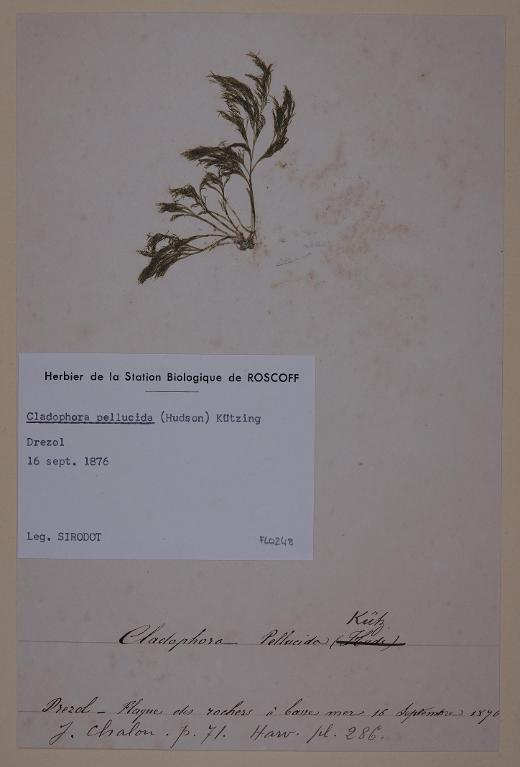 Herbier de la Station Biologique de ROSCOFF
Cladophora pellucida (Hudson) Kützing
Drezol
16 sept. 1876
Leg. SIRODOT
FL0248
Kütz.
Cladophora Pellucida (Huds)
Drezol – Flaque des rochers à basse mer 16 Septembre 1876
J. Chalon. p. 71. Harv. pl. 286.